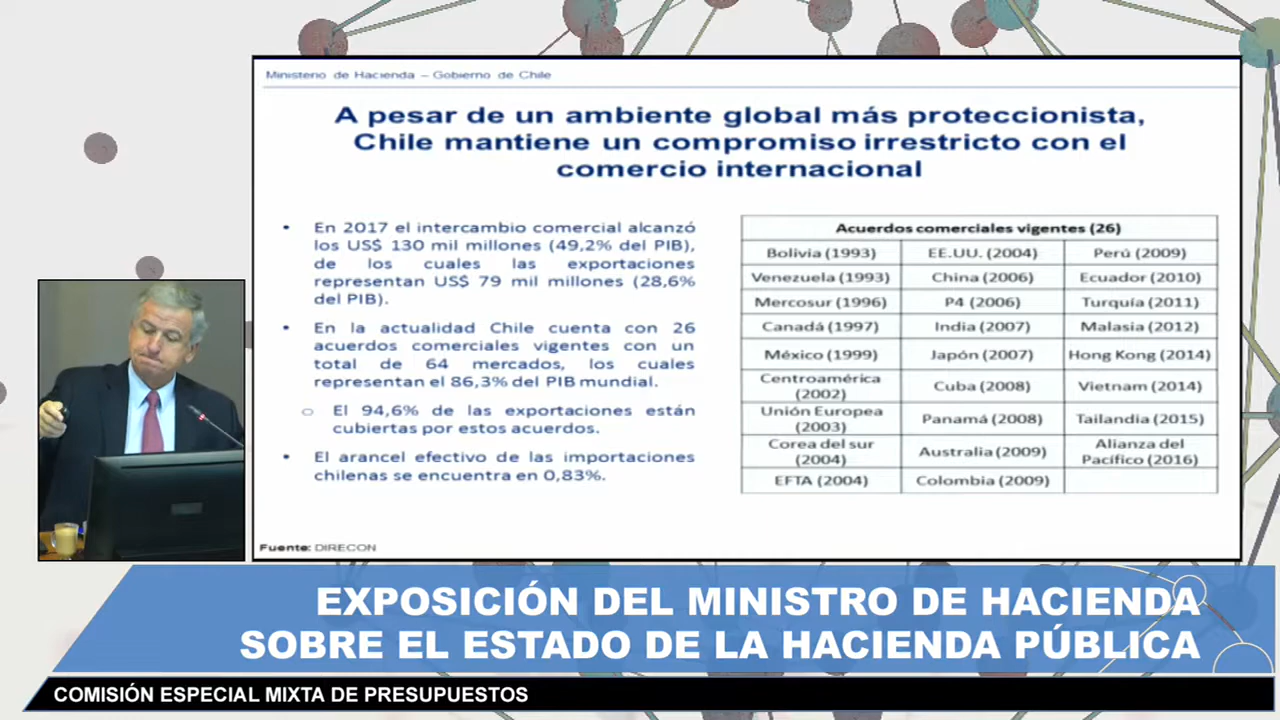 Ministerio de Hacienda – Gobierno de Chile
A pesar de un ambiente global más proteccionista,
Chile mantiene un compromiso irrestricto con el
comercio internacional
• En 2017 el intercambio comercial alcanzó
los US$ 130 mil millones (49,2% del PIB),
de los cuales las exportaciones
representan US$ 79 mil millones (28,6%
del PIB).
• En la actualidad Chile cuenta con 26
acuerdos comerciales vigentes con un
total de 64 mercados, los cuales
representan el 86,3% del PIB mundial.
o El 94,6% de las exportaciones están
cubiertas por estos acuerdos.
• El arancel efectivo de las importaciones
chilenas se encuentra en 0,83%.
Acuerdos comerciales vigentes (26)
Bolivia (1993) EE.UU. (2004) Perú (2009)
Venezuela (1993) China (2006) Ecuador (2010)
Mercosur (1996) P4 (2006) Turquía (2011)
Canadá (1997) India (2007) Malasia (2012)
México (1999) Japón (2007) Hong Kong (2014)
Centroamérica
(2002) Cuba (2008) Vietnam (2014)
Unión Europea
(2003) Panamá (2008) Tailandia (2015)
Corea del sur
(2004) Australia (2009) Alianza del
Pacífico (2016)
EFTA (2004) Colombia (2009)
Fuente: DIRECON
EXPOSICIÓN DEL MINISTRO DE HACIENDA
SOBRE EL ESTADO DE LA HACIENDA PÚBLICA
COMISIÓN ESPECIAL MIXTA DE PRESUPUESTOS